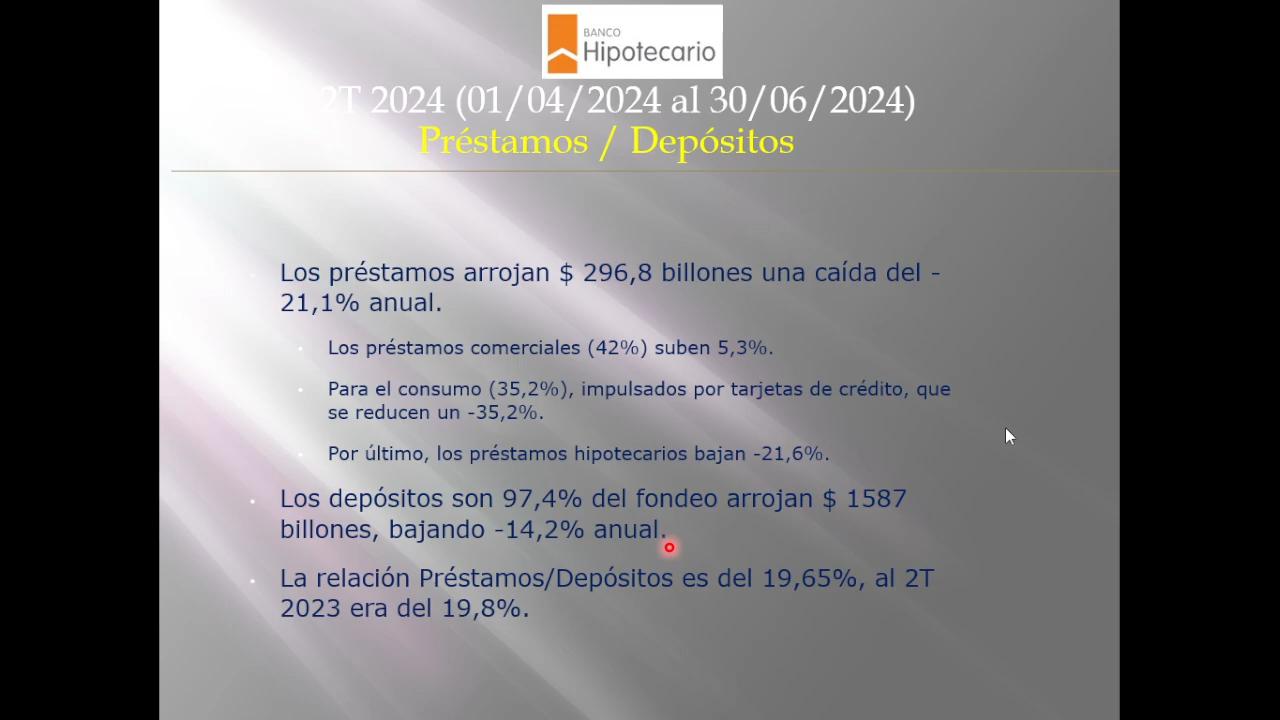 BANCO
Hipotecario
2T 2024 (01/04/2024 al 30/06/2024)
Préstamos / Depósitos
Los préstamos arrojan $ 296,8 billones una caída del -
21,1% anual.
Los préstamos comerciales (42%) suben 5,3%.
Para el consumo (35,2%), impulsados por tarjetas de crédito, que
se reducen un -35,2%.
Por último, los préstamos hipotecarios bajan -21,6%.
Los depósitos son 97,4% del fondeo arrojan $ 1587
billones, bajando -14,2% anual.
La relación Préstamos/Depósitos es del 19,65%, al 2T
2023 era del 19,8%.